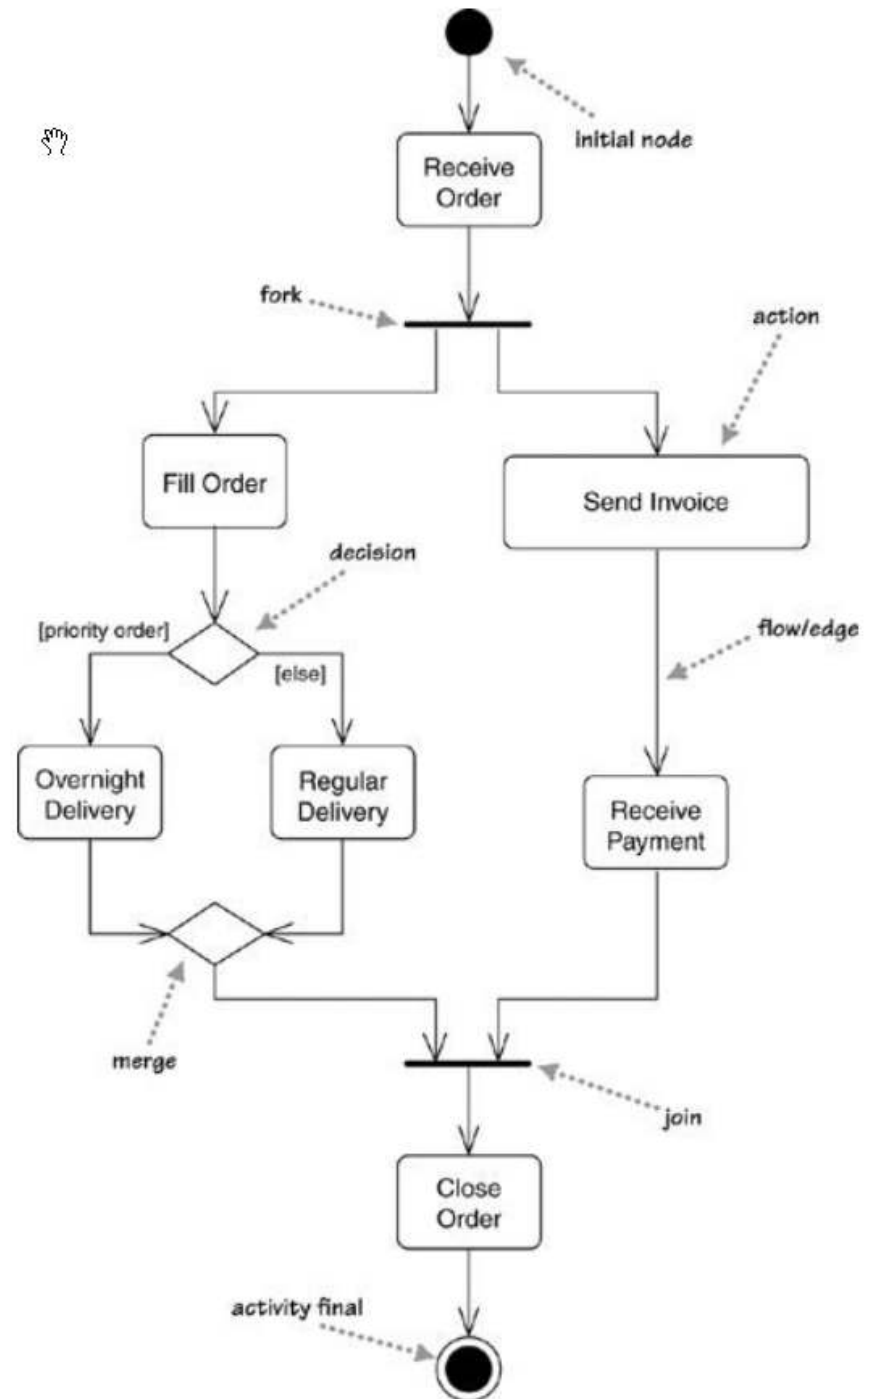 initial node
Receive
Order
fork
action
Fill Order
Send Invoice
decision
[priority order]
[else]
flow/edge
Overnight
Delivery
Regular
Delivery
Receive
Payment
merge
join
Close
Order
activity final